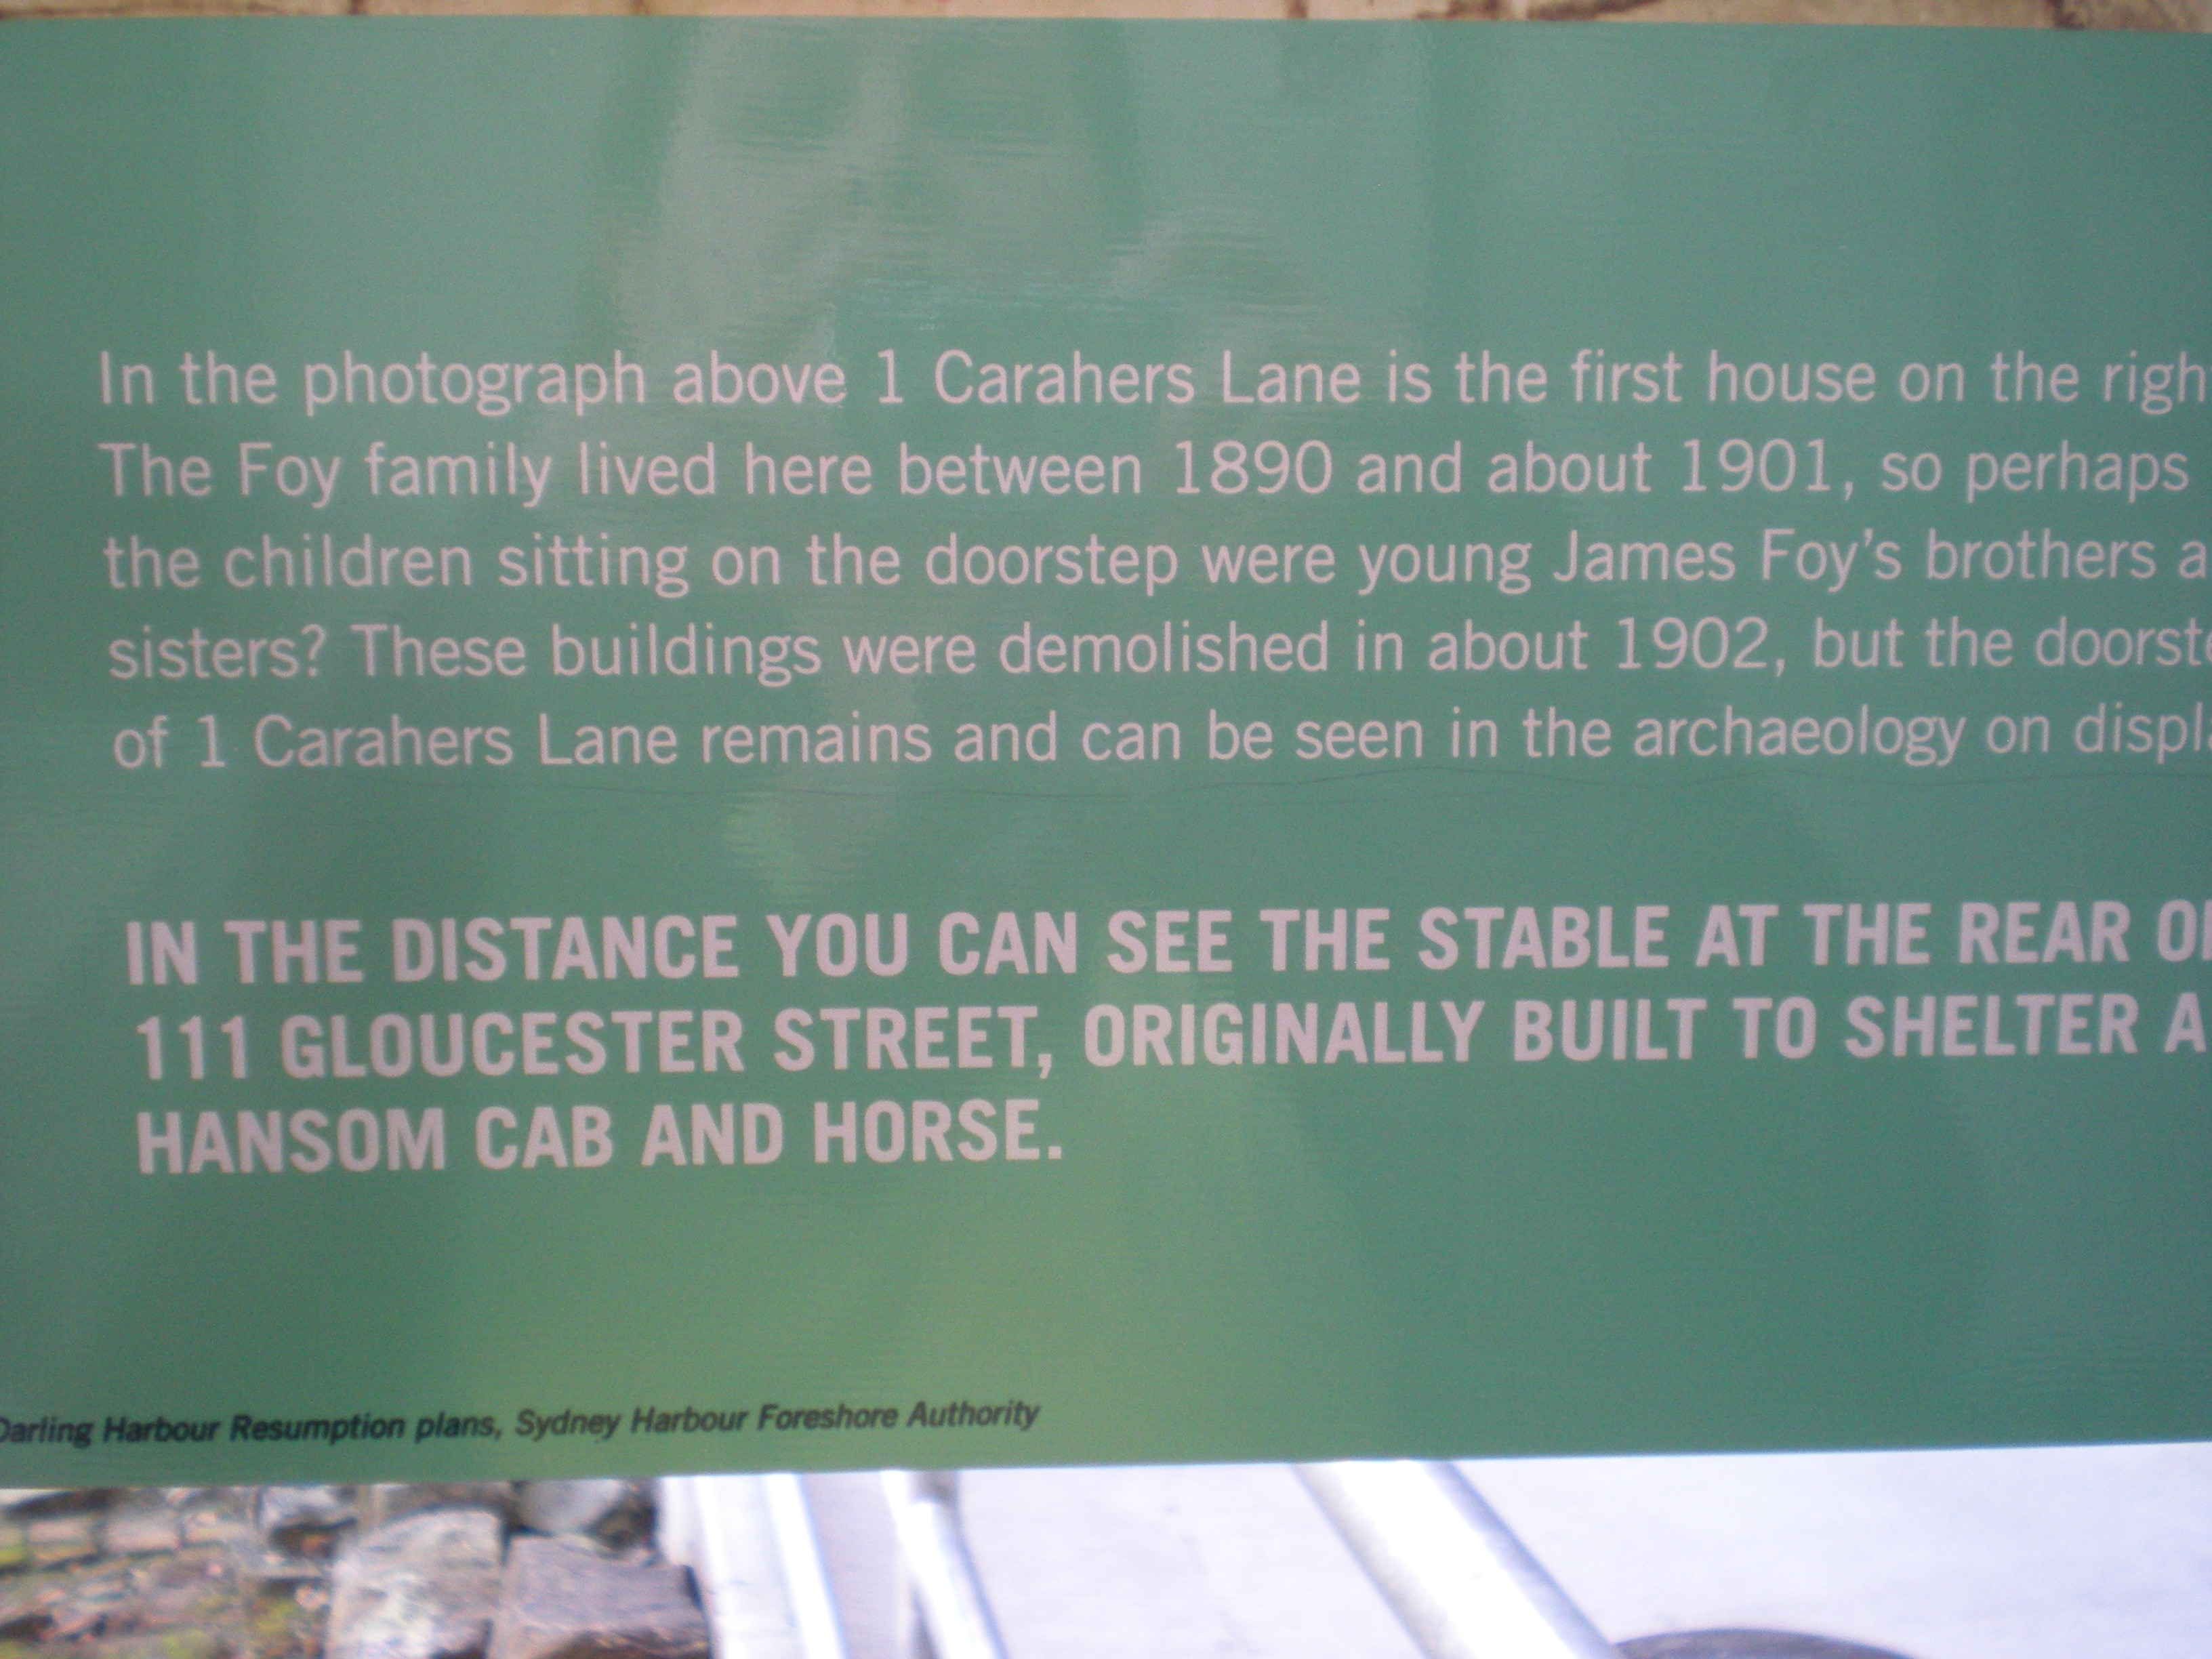 In the photograph above 1 Carahers Lane is the first house on the righ
The Foy family lived here between 1890 and about 1901, so perhaps
the children sitting on the doorstep were young James Foy's brothers a
sisters? These buildings were demolished in about 1902, but the doorste
of 1 Carahers Lane remains and can be seen in the archaeology on displa
IN THE DISTANCE YOU CAN SEE THE STABLE AT THE REAR OF
111 GLOUCESTER STREET, ORIGINALLY BUILT TO SHELTER A
HANSOM CAB AND HORSE.
Darling Harbour Resumption plans, Sydney Harbour Foreshore Authority